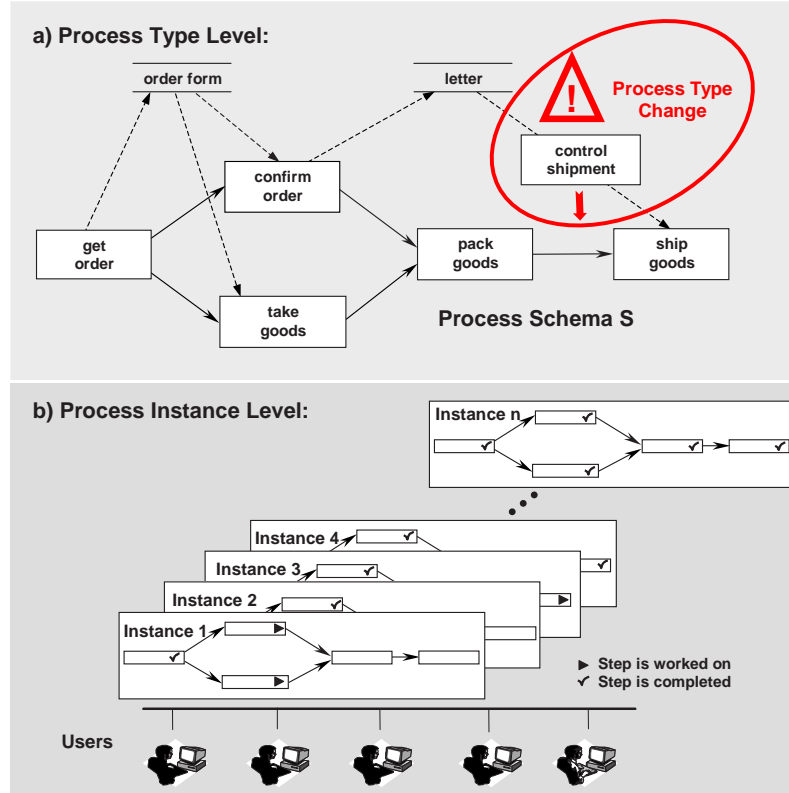 a) Process Type Level:
order form
letter
!
Process Type
Change
control
shipment
confirm
order
get
order
pack
goods
ship
goods
take
goods
Process Schema S
b) Process Instance Level:
Instance n
Instance 4
Instance 3
Instance 2
Instance 1
Step is worked on
Step is completed
Users